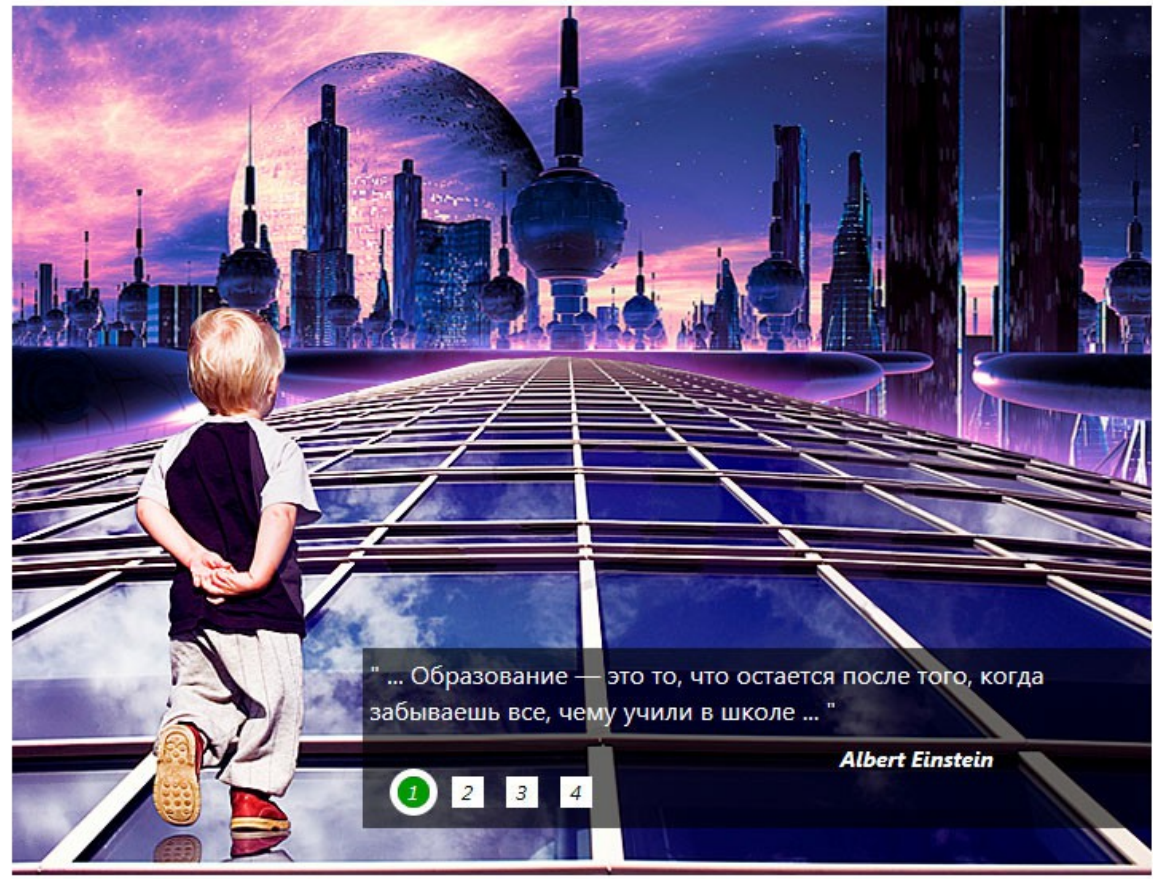 " ... Образование — это то, что остается после того, когда
забываешь все, чему учили в школе ... "
Albert Einstein
1 2 3 4